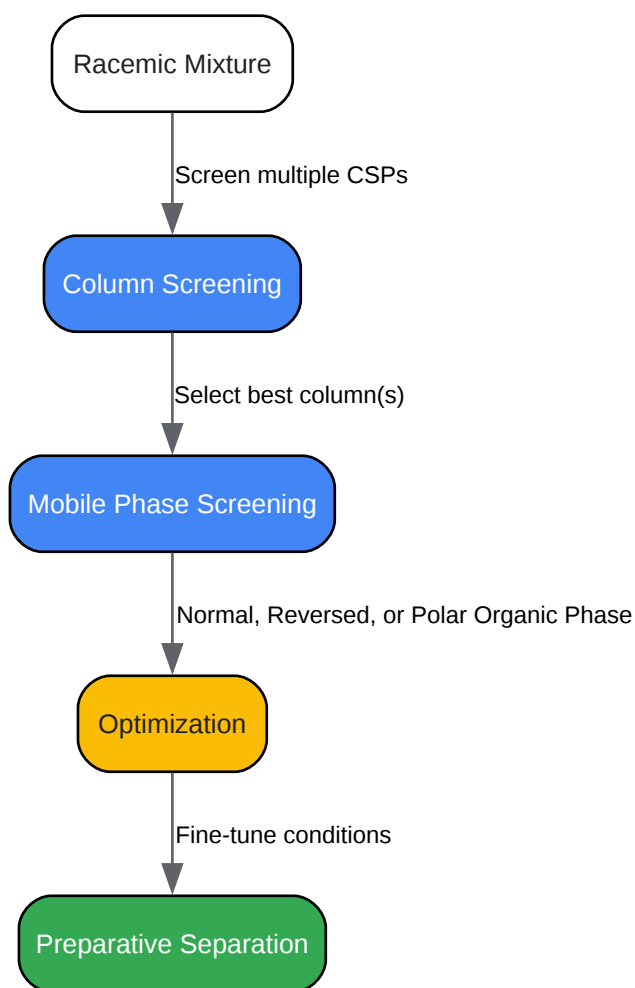 Racemic Mixture
Screen multiple CSPs
Column Screening
Select best column(s)
Mobile Phase Screening
Normal, Reversed, or Polar Organic Phase
Optimization
Fine-tune conditions
Preparative Separation